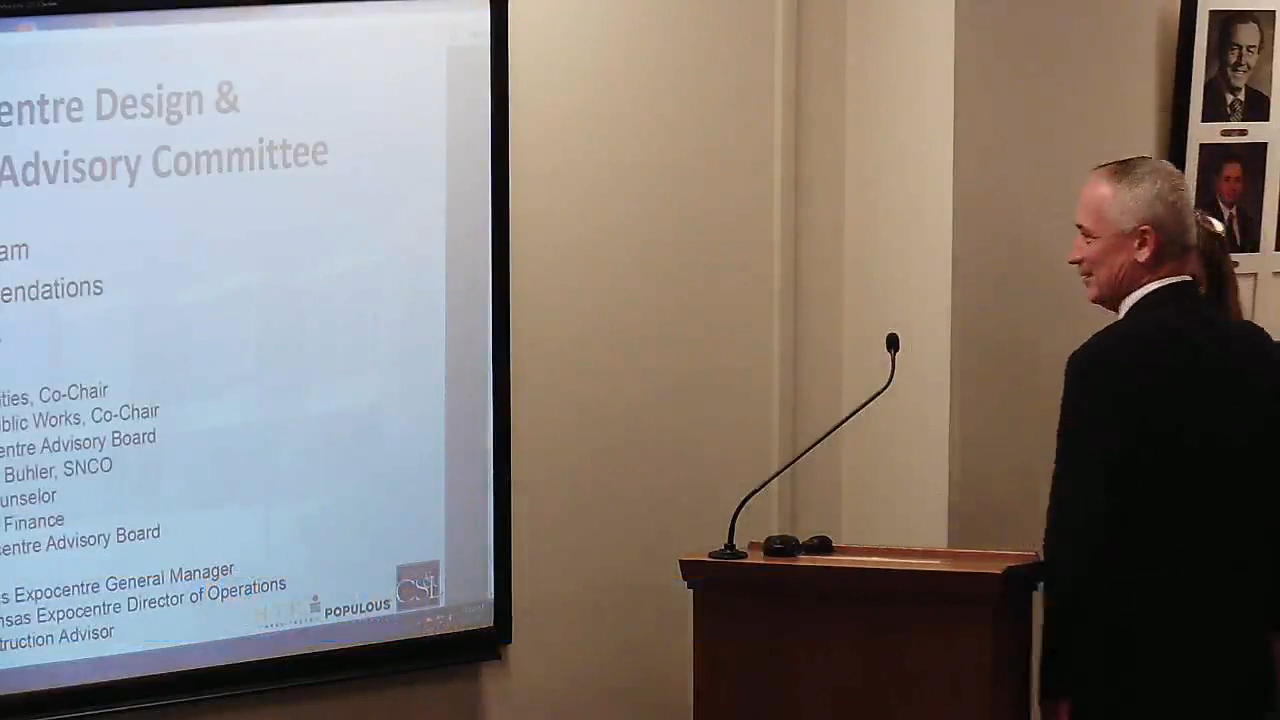 entre Design &
Advisory Committee
am
endations
ties, Co-Chair
blic Works, Co-Chair
entre Advisory Board
Buhler, SNCO
unselor
Finance
entre Advisory Board
s Expocentre General Manager
nsas Expocentre Director of Operations
truction Advisor
POPULOUS
CSL